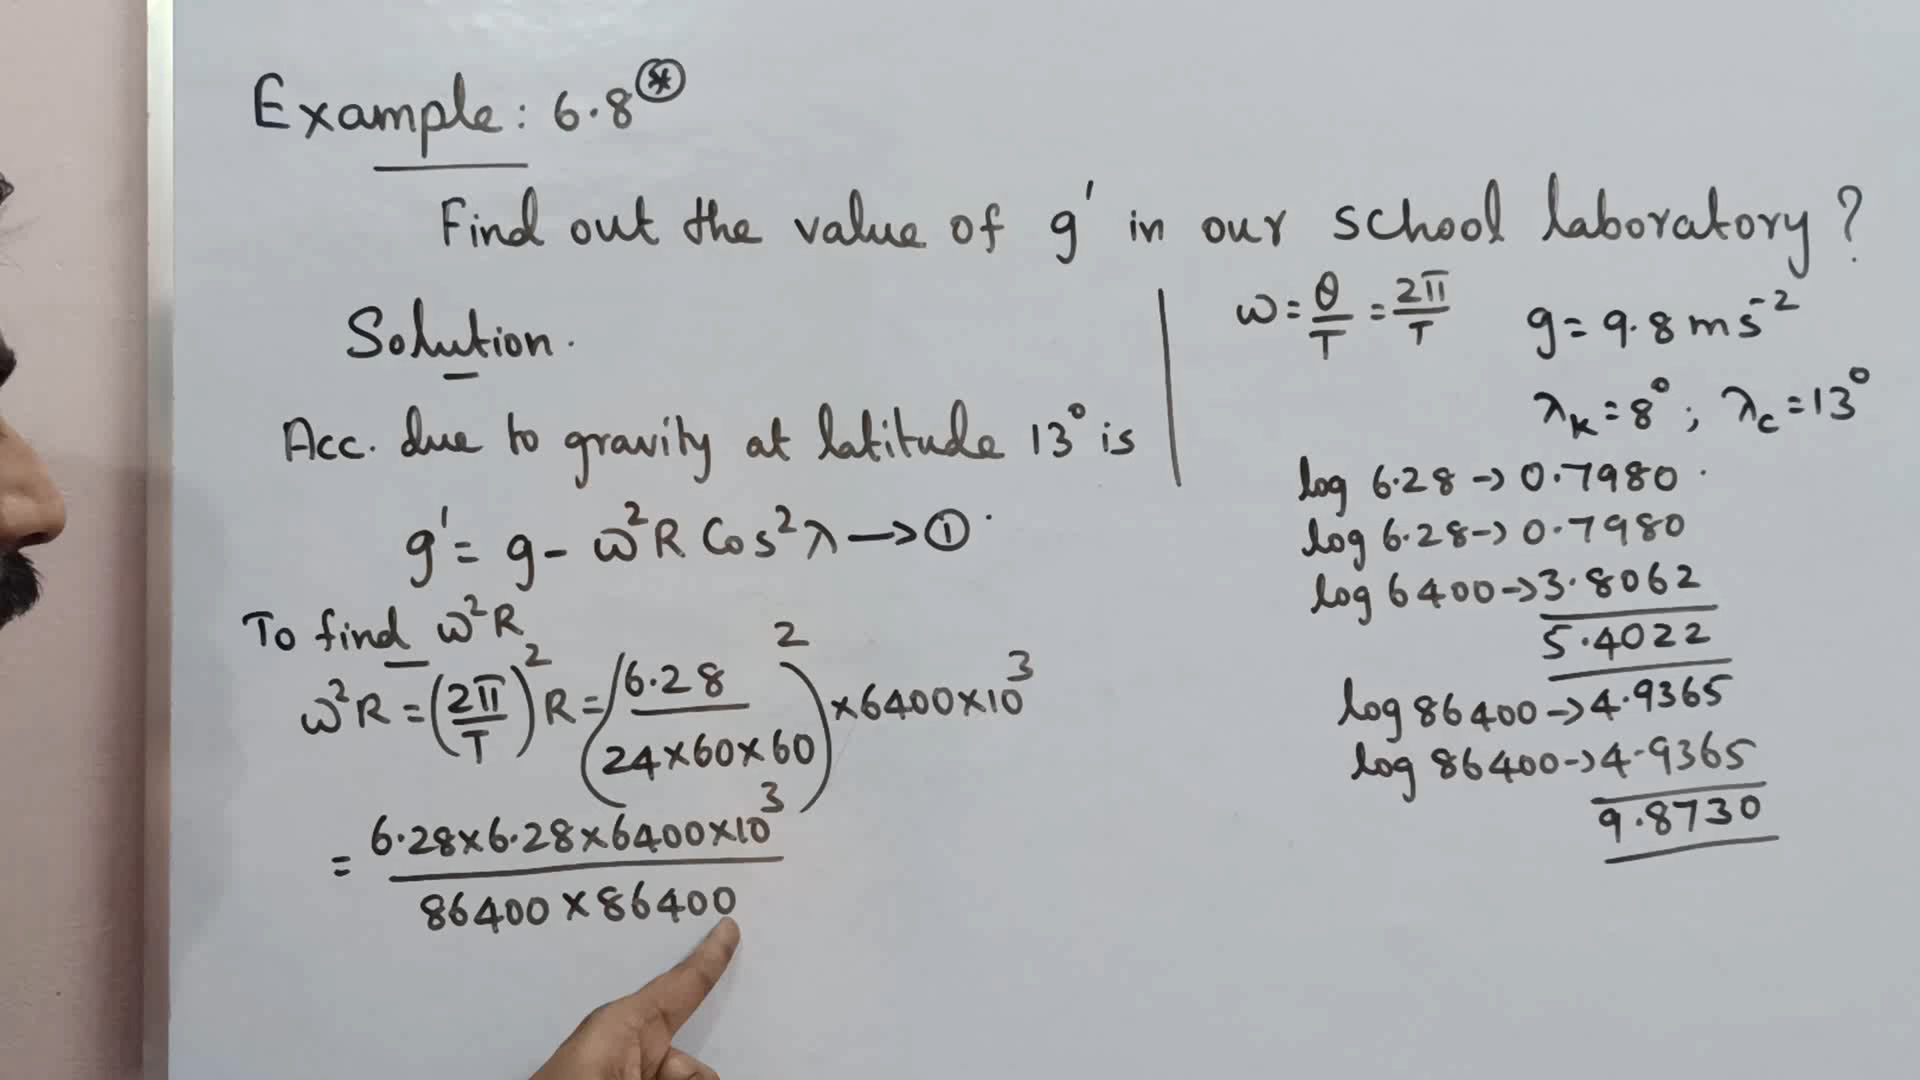 Example: 6.8 *
Find out the value of g' in our school laboratory?
Solution.
Acc. due to gravity at latitude 13° is
g' = g - ω²R Cos²λ → ①
To find ω²R
ω²R = (2π/T)² R = (6.28/24×60×60)² ×6400×10³
= 6.28×6.28×6400×10³/86400×86400
ω = θ/T = 2π/T
g = 9.8 ms⁻²
λK = 8° ; λC = 13°
log 6.28 → 0.7980
log 6.28 → 0.7980
log 6400 → 3.8062
5.4022
log 86400 → 4.9365
log 86400 → 4.9365
9.8730